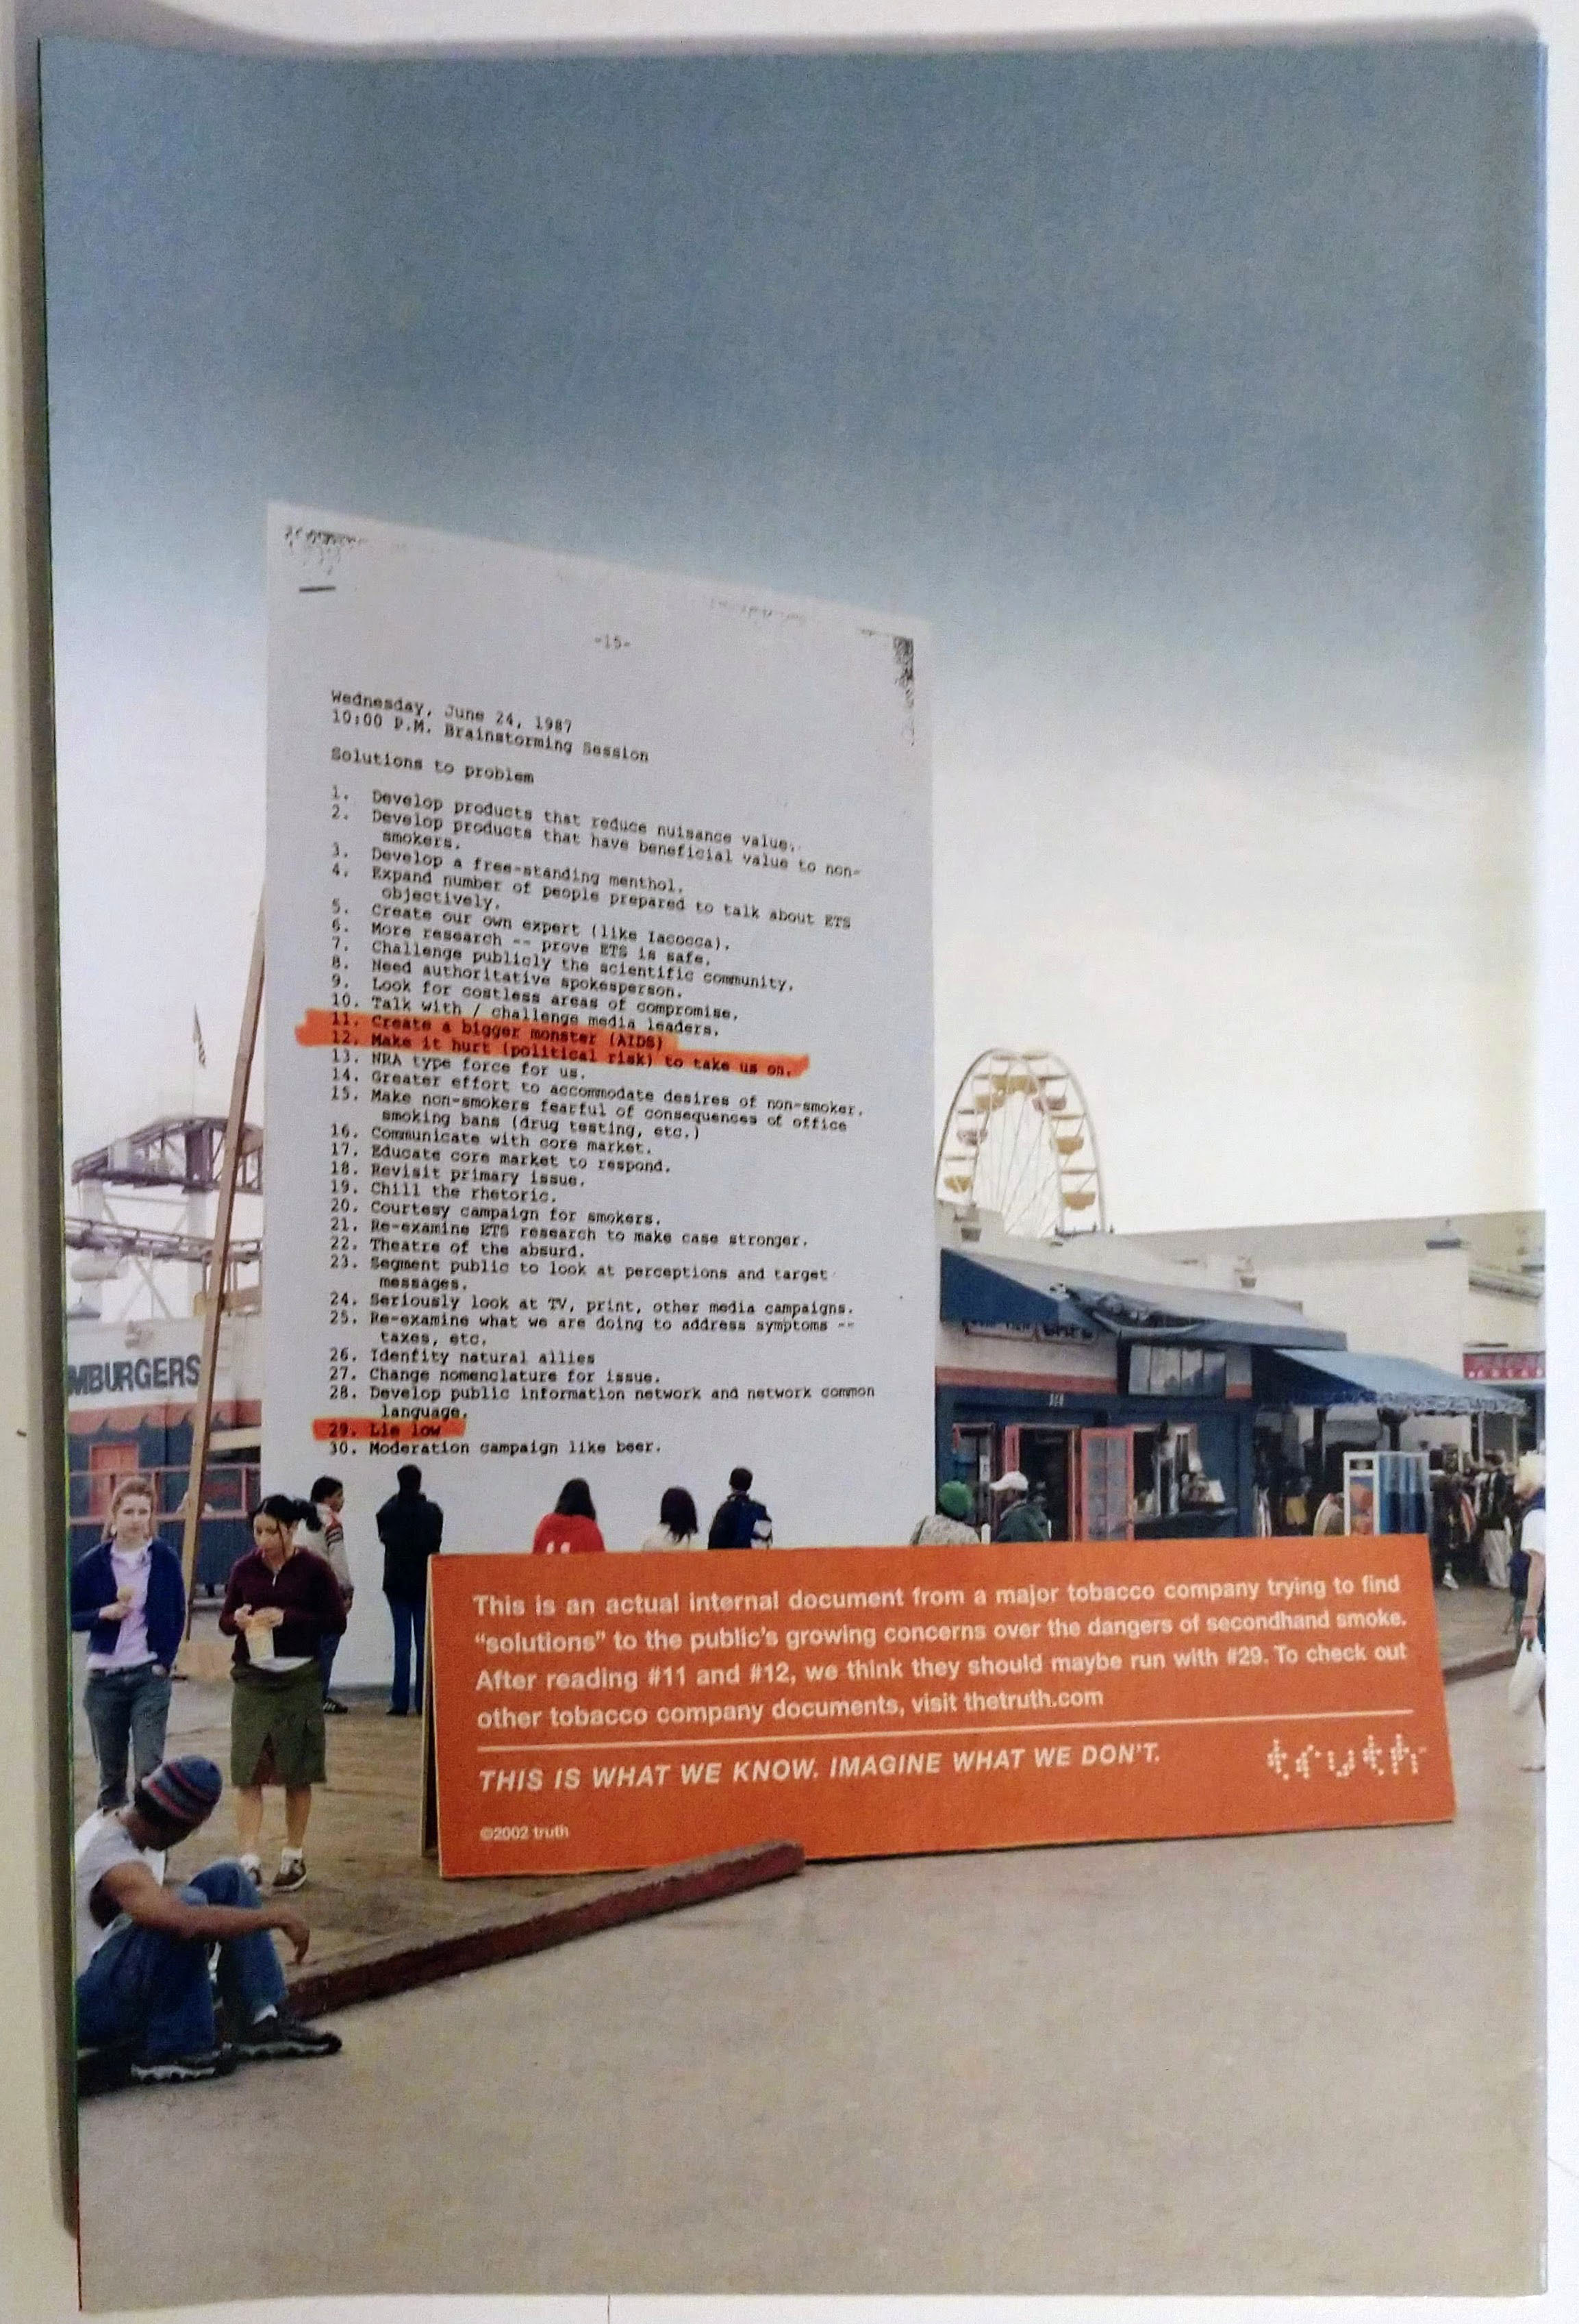 -15-
Wednesday, June 24, 1987
10:00 P.M. Brainstorming Session
Solutions to problem
1. Develop products that reduce nuisance value.
2. Develop products that have beneficial value to non-
smokers.
3. Develop a free-standing menthol.
4. Expand number of people prepared to talk about ETS
objectively.
5. Create our own expert (like Iacocca).
6. More research -- prove ETS is safe.
7. Challenge publicly the scientific community.
8. Need authoritative spokesperson.
9. Look for costless areas of compromise.
10. Talk with / challenge media leaders.
11. Create a bigger monster (AIDS)
12. Make it hurt (political risk) to take us on.
13. NRA type force for us.
14. Greater effort to accommodate desires of non-smoker.
15. Make non-smokers fearful of consequences of office
smoking bans (drug testing, etc.)
16. Communicate with core market.
17. Educate core market to respond.
18. Revisit primary issue.
19. Chill the rhetoric.
20. Courtesy campaign for smokers.
21. Re-examine ETS research to make case stronger.
22. Theatre of the absurd.
23. Segment public to look at perceptions and target
messages.
24. Seriously look at TV, print, other media campaigns.
25. Re-examine what we are doing to address symptoms --
taxes, etc.
26. Identity natural allies
27. Change nomenclature for issue.
28. Develop public information network and network common
language.
29. Lie low
30. Moderation campaign like beer.
MBURGERS
This is an actual internal document from a major tobacco company trying to find
“solutions” to the public’s growing concerns over the dangers of secondhand smoke.
After reading #11 and #12, we think they should maybe run with #29. To check out
other tobacco company documents, visit thetruth.com
THIS IS WHAT WE KNOW. IMAGINE WHAT WE DON’T.
truth
©2002 truth